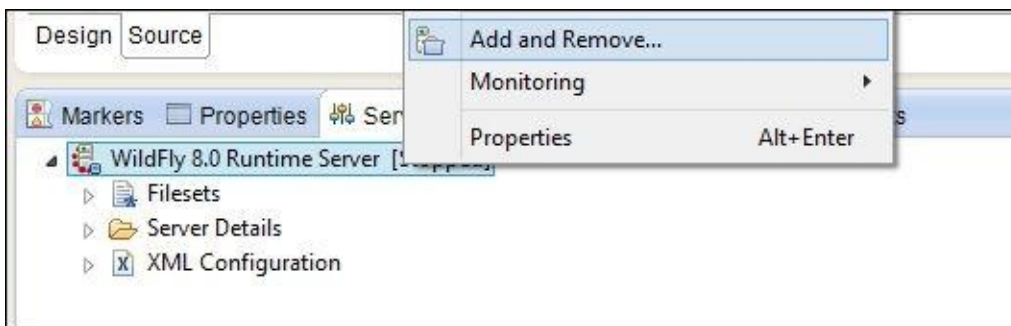 Design Source
Add and Remove...
Monitoring
Properties Alt+Enter
Markers Properties
WildFly 8.0 Runtime Server
Filesets
Server Details
XML Configuration